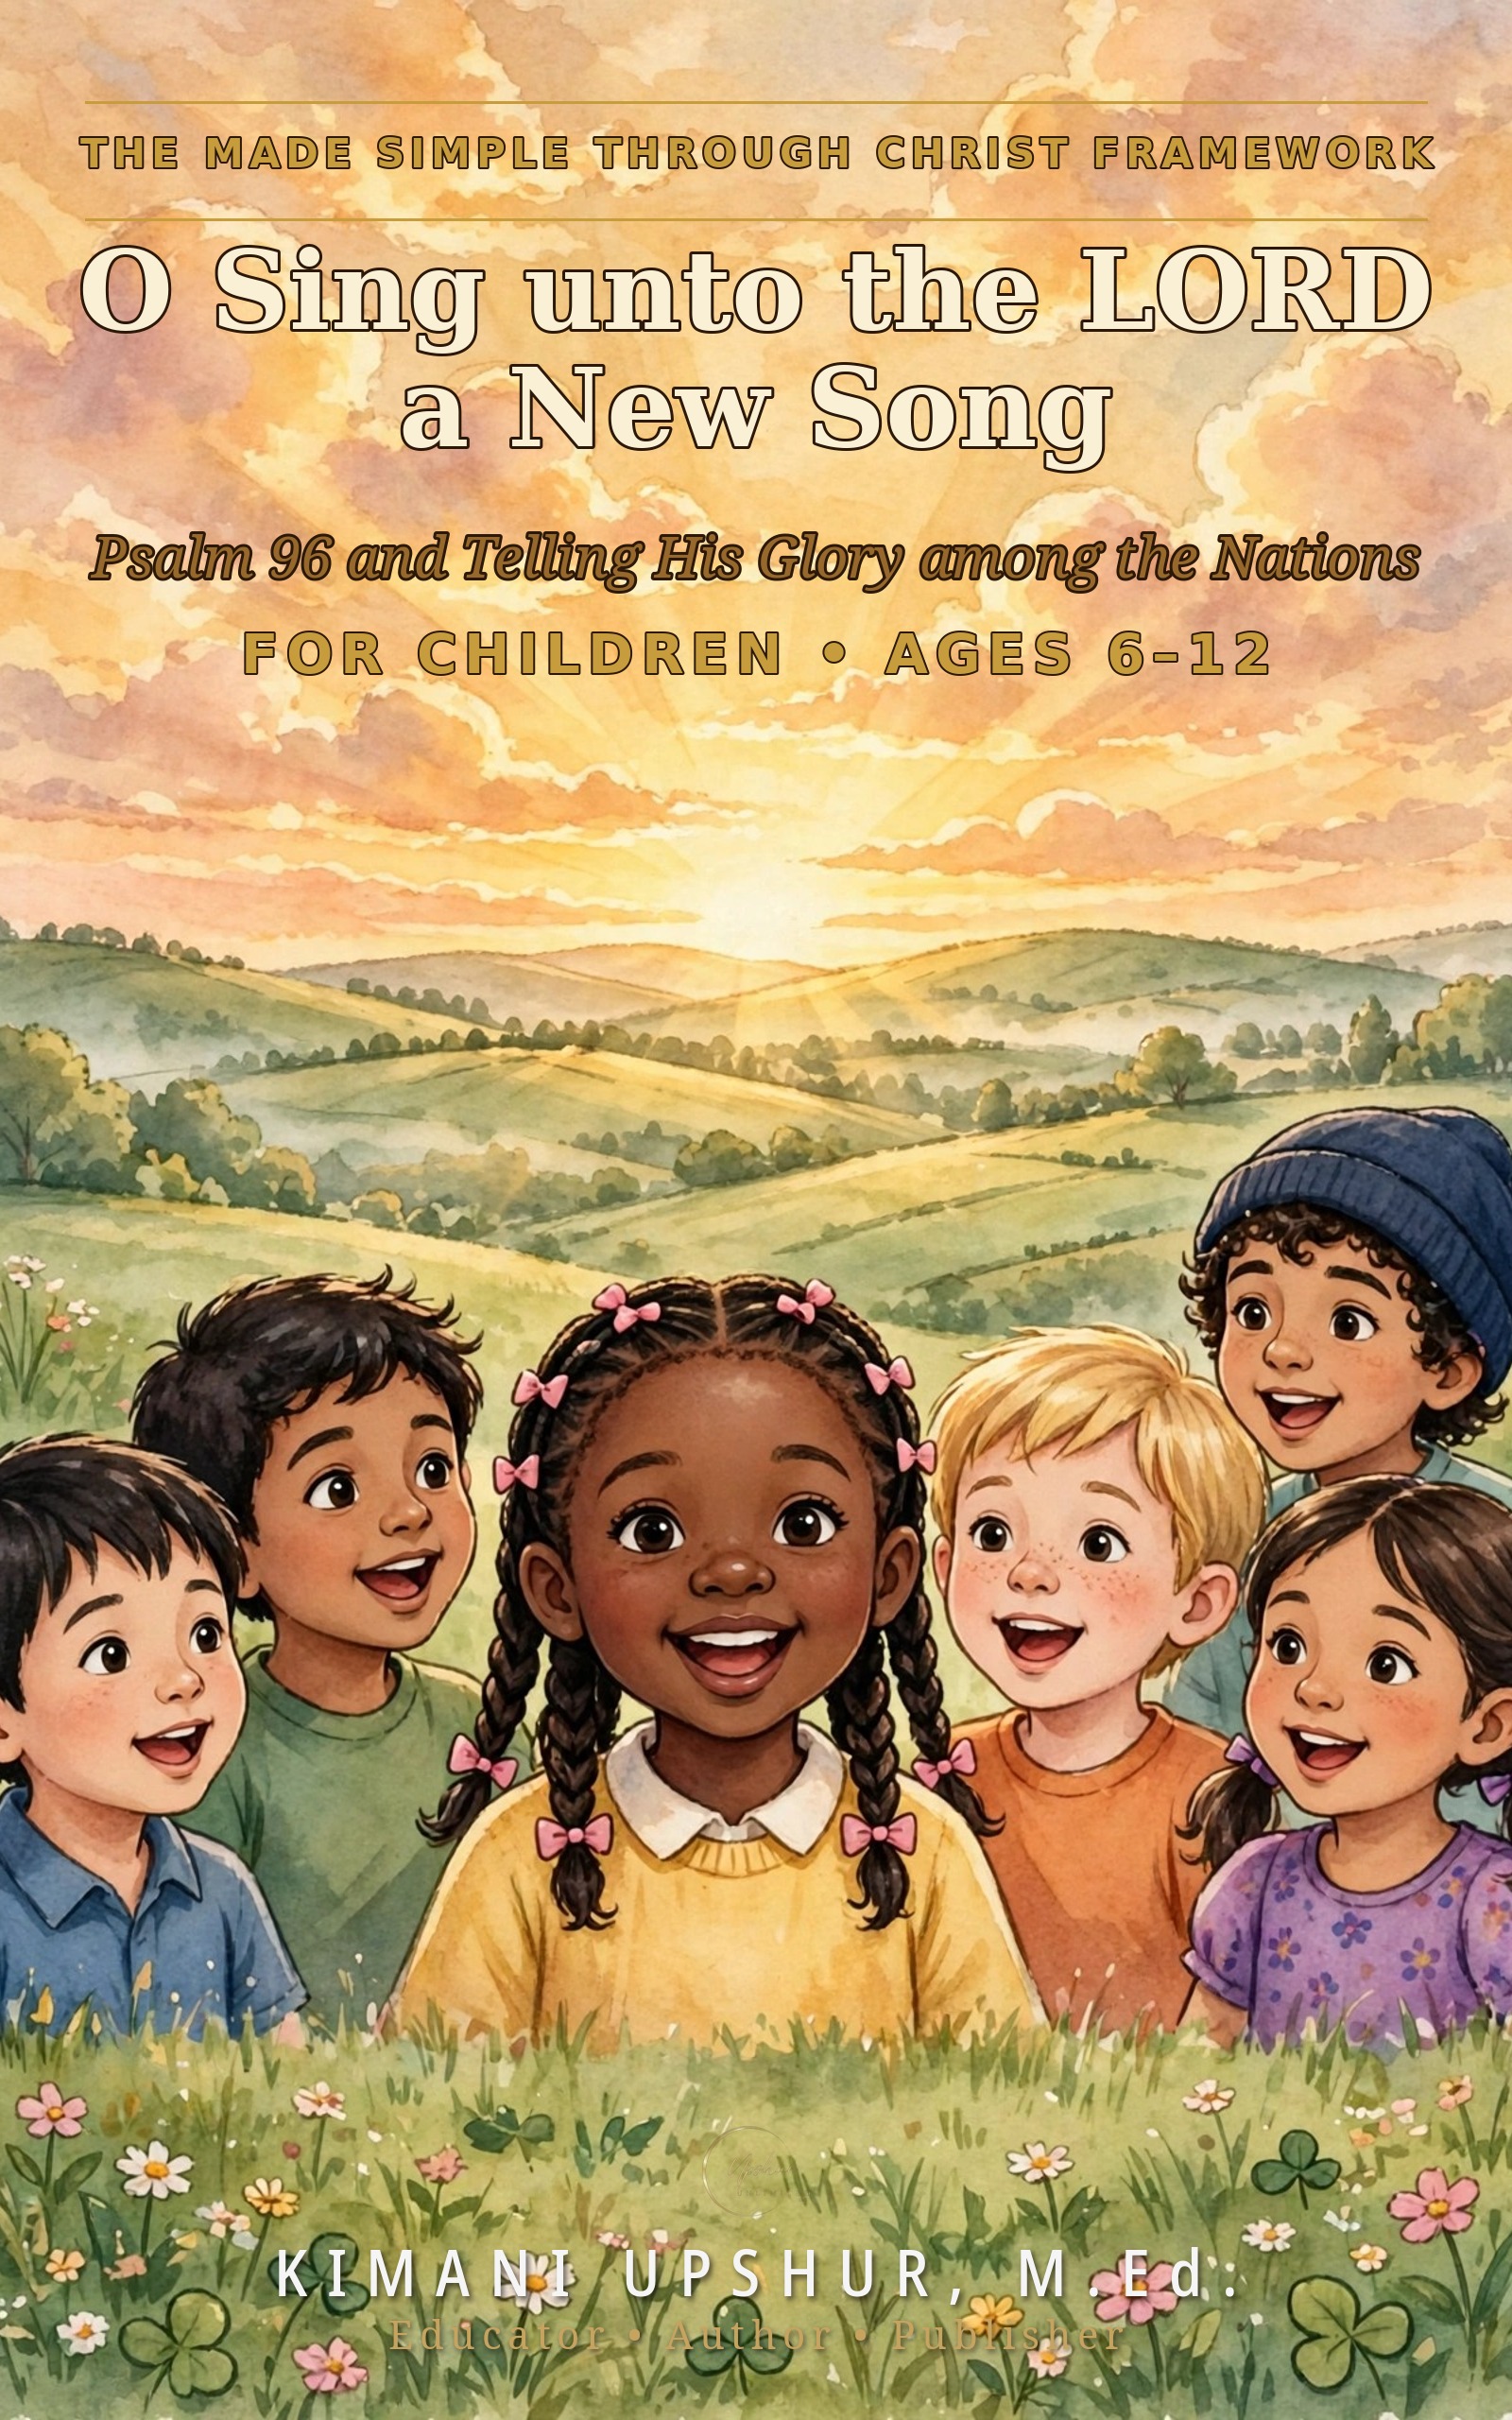 THE MADE SIMPLE THROUGH CHRIST FRAMEWORK
O Sing unto the LORD
a New Song
Psalm 96 and Telling His Glory among the Nations
FOR CHILDREN • AGES 6–12
KIMANI UPSHUR, M.Ed.
Educator • Author • Publisher